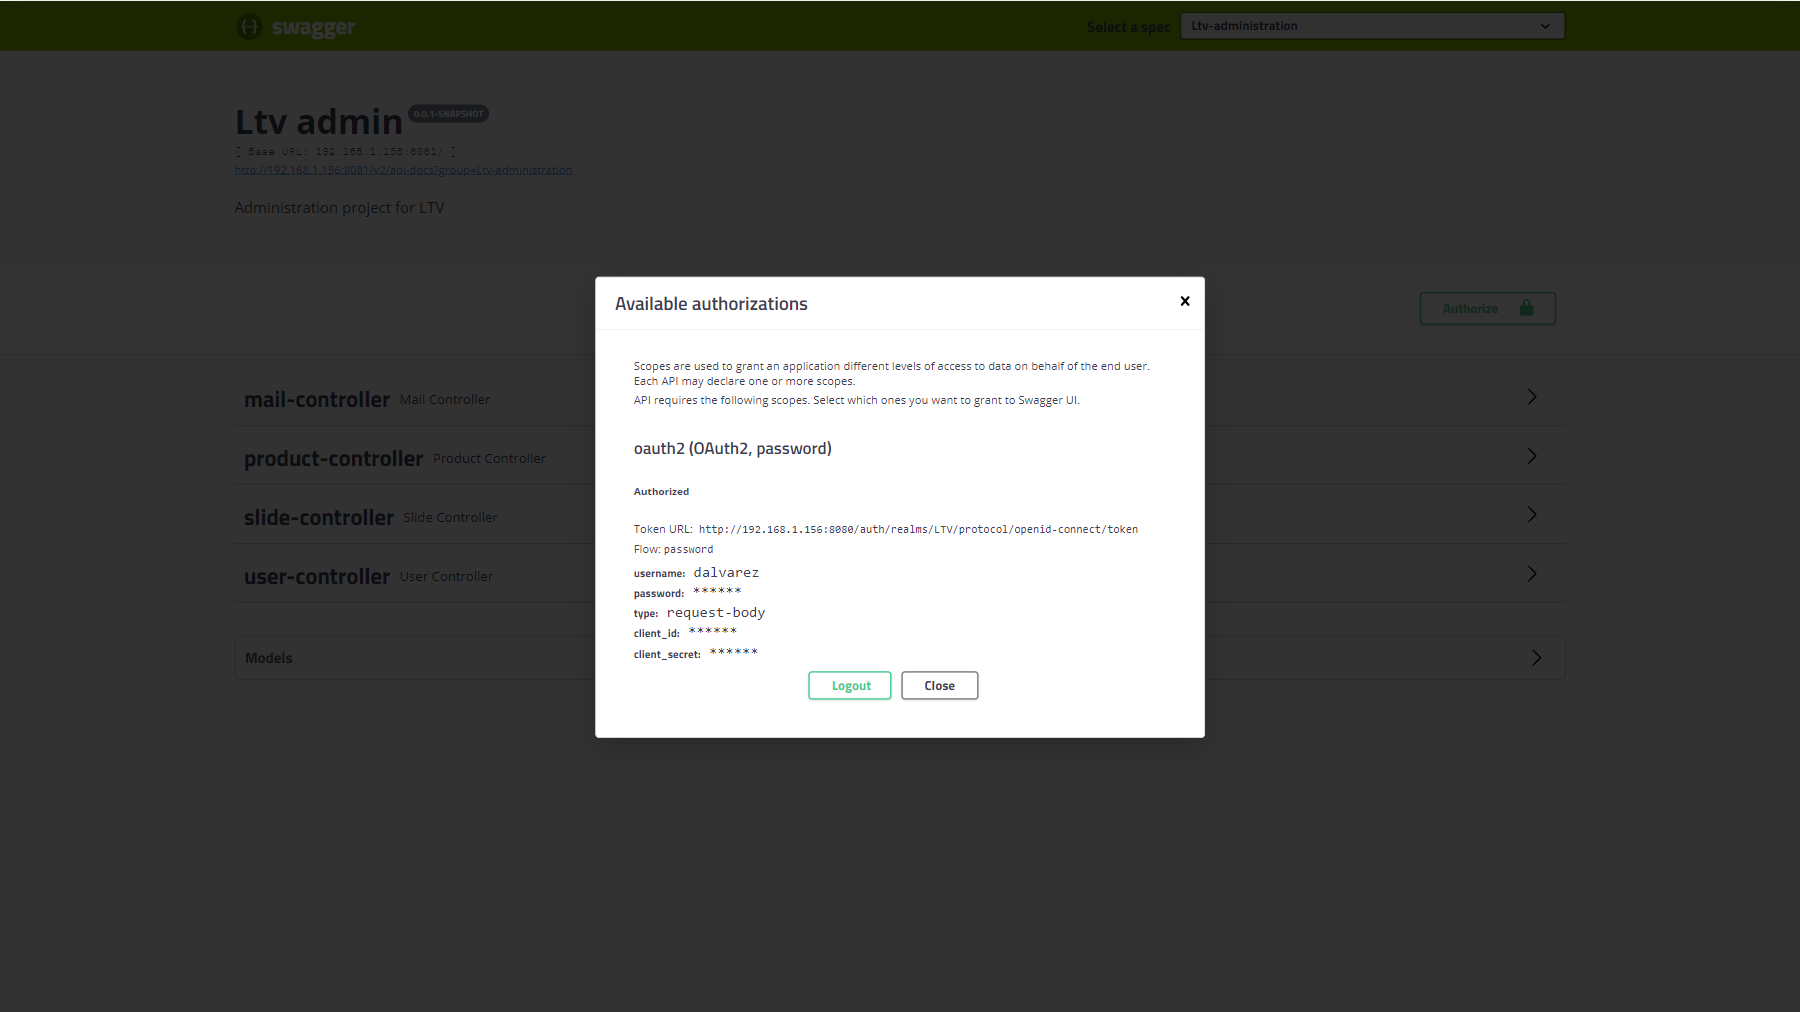 swagger
Select a spec
Ltv-administration
Ltv admin 0.0.1-SNAPSHOT
[ Base URL: 192.168.1.156:8081/ ]
http://192.168.1.156:8081/v2/api-docs?group=Ltv-administration
Administration project for LTV
Authorize
mail-controller Mail Controller
product-controller Product Controller
slide-controller Slide Controller
user-controller User Controller
Models
Available authorizations
Scopes are used to grant an application different levels of access to data on behalf of the end user.
Each API may declare one or more scopes.
API requires the following scopes. Select which ones you want to grant to Swagger UI.
oauth2 (OAuth2, password)
Authorized
Token URL: http://192.168.1.156:8080/auth/realms/LTV/protocol/openid-connect/token
Flow: password
username: dalvarez
password: ******
type: request-body
client_id: ******
client_secret: ******
Logout
Close